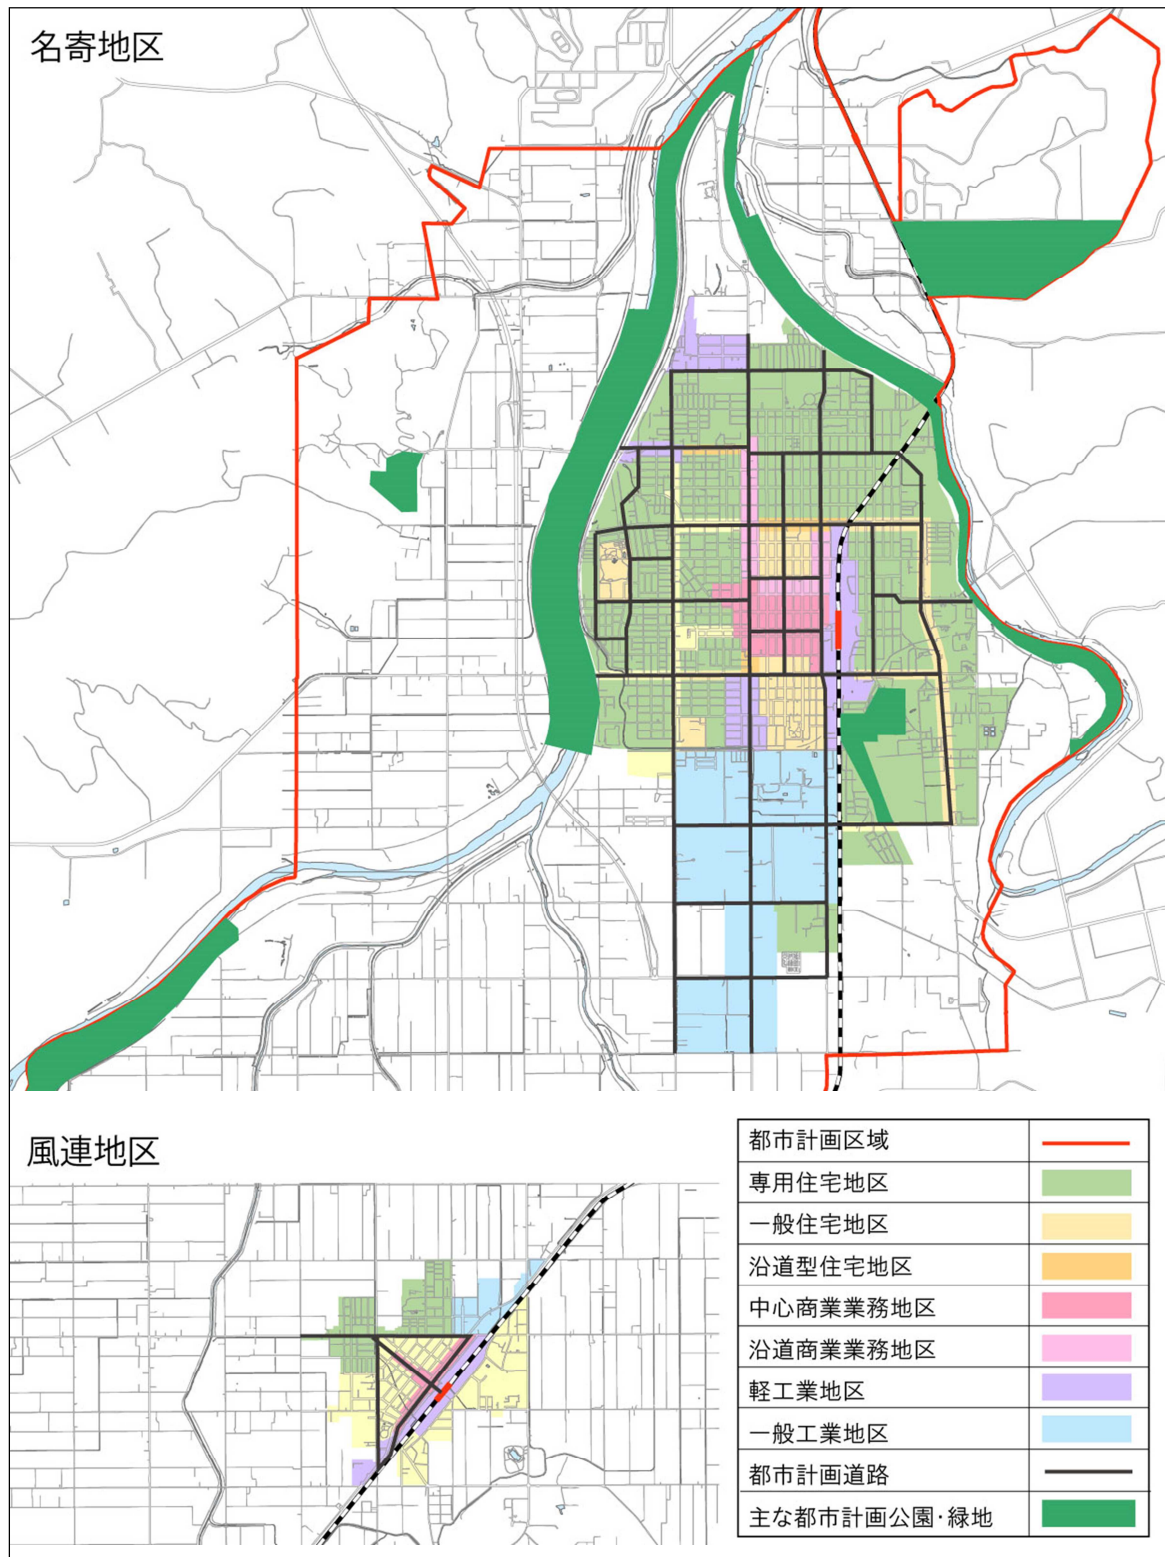 名寄地区
風連地区
都市計画区域
専用住宅地区
一般住宅地区
沿道型住宅地区
中心商業業務地区
沿道商業業務地区
軽工業地区
一般工業地区
都市計画道路
主な都市計画公園・緑地